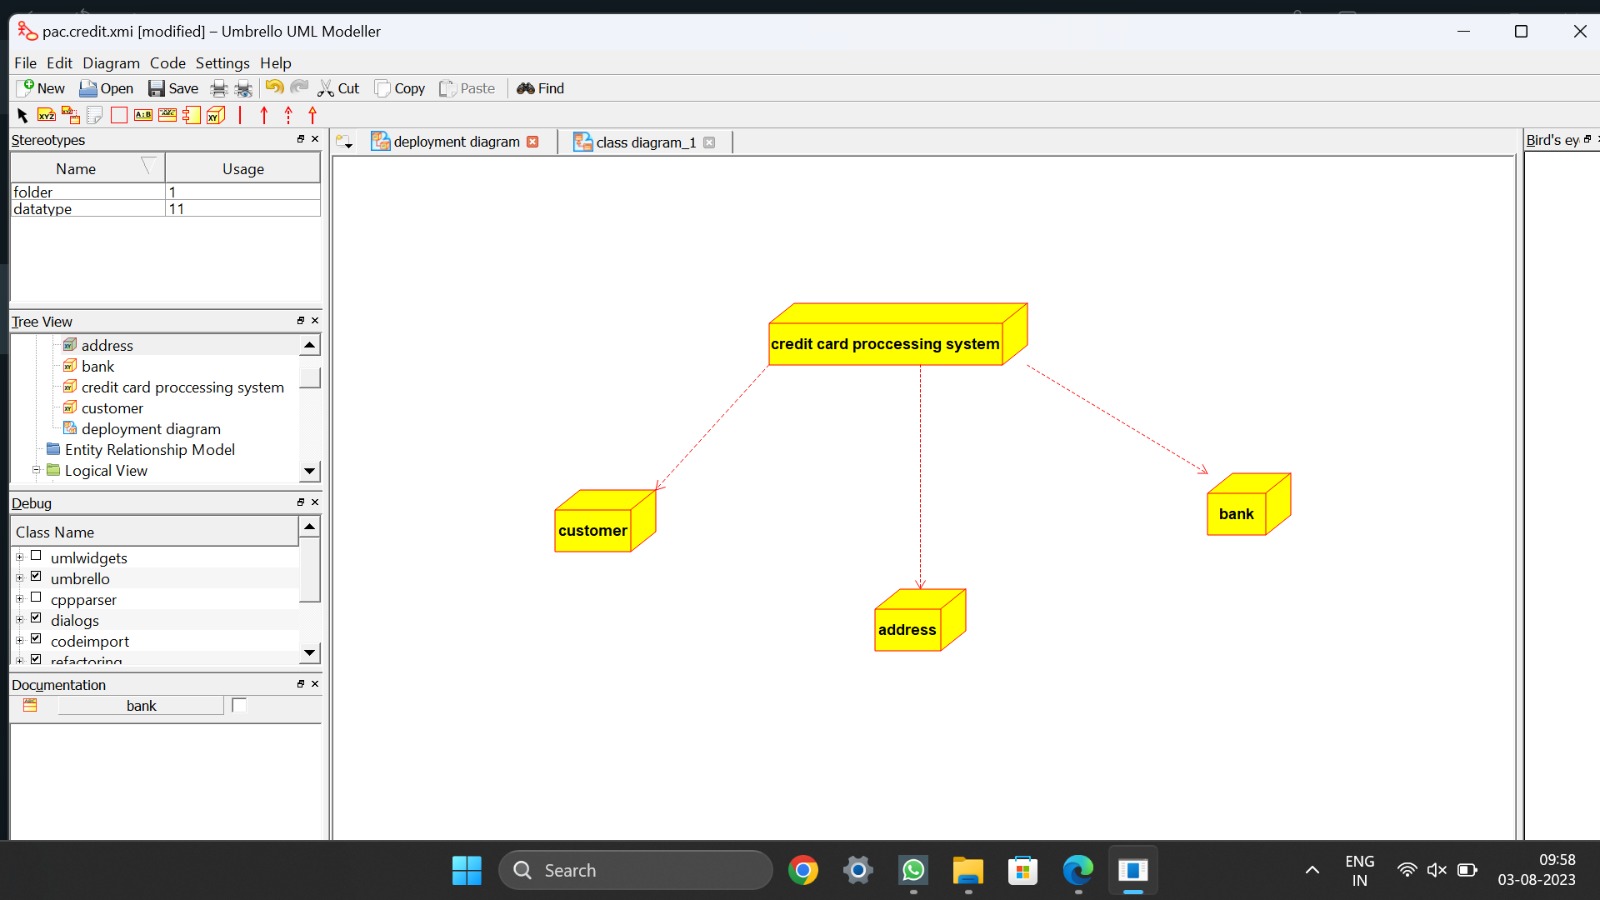 pac.credit.xmi [modified] – Umbrello UML Modeller
File Edit Diagram Code Settings Help
New Open Save Cut Copy Paste Find
Stereotypes
deployment diagram
class diagram_1
Bird's ey
Name Usage
folder 1
datatype 11
Tree View
address
bank
credit card proccessing system
customer
deployment diagram
Entity Relationship Model
Logical View
Debug
Class Name
umlwidgets
umbrello
cppparser
dialogs
codeimport
refactoring
Documentation
bank
credit card proccessing system
customer
bank
address
Search
ENG
IN
09:58
03-08-2023